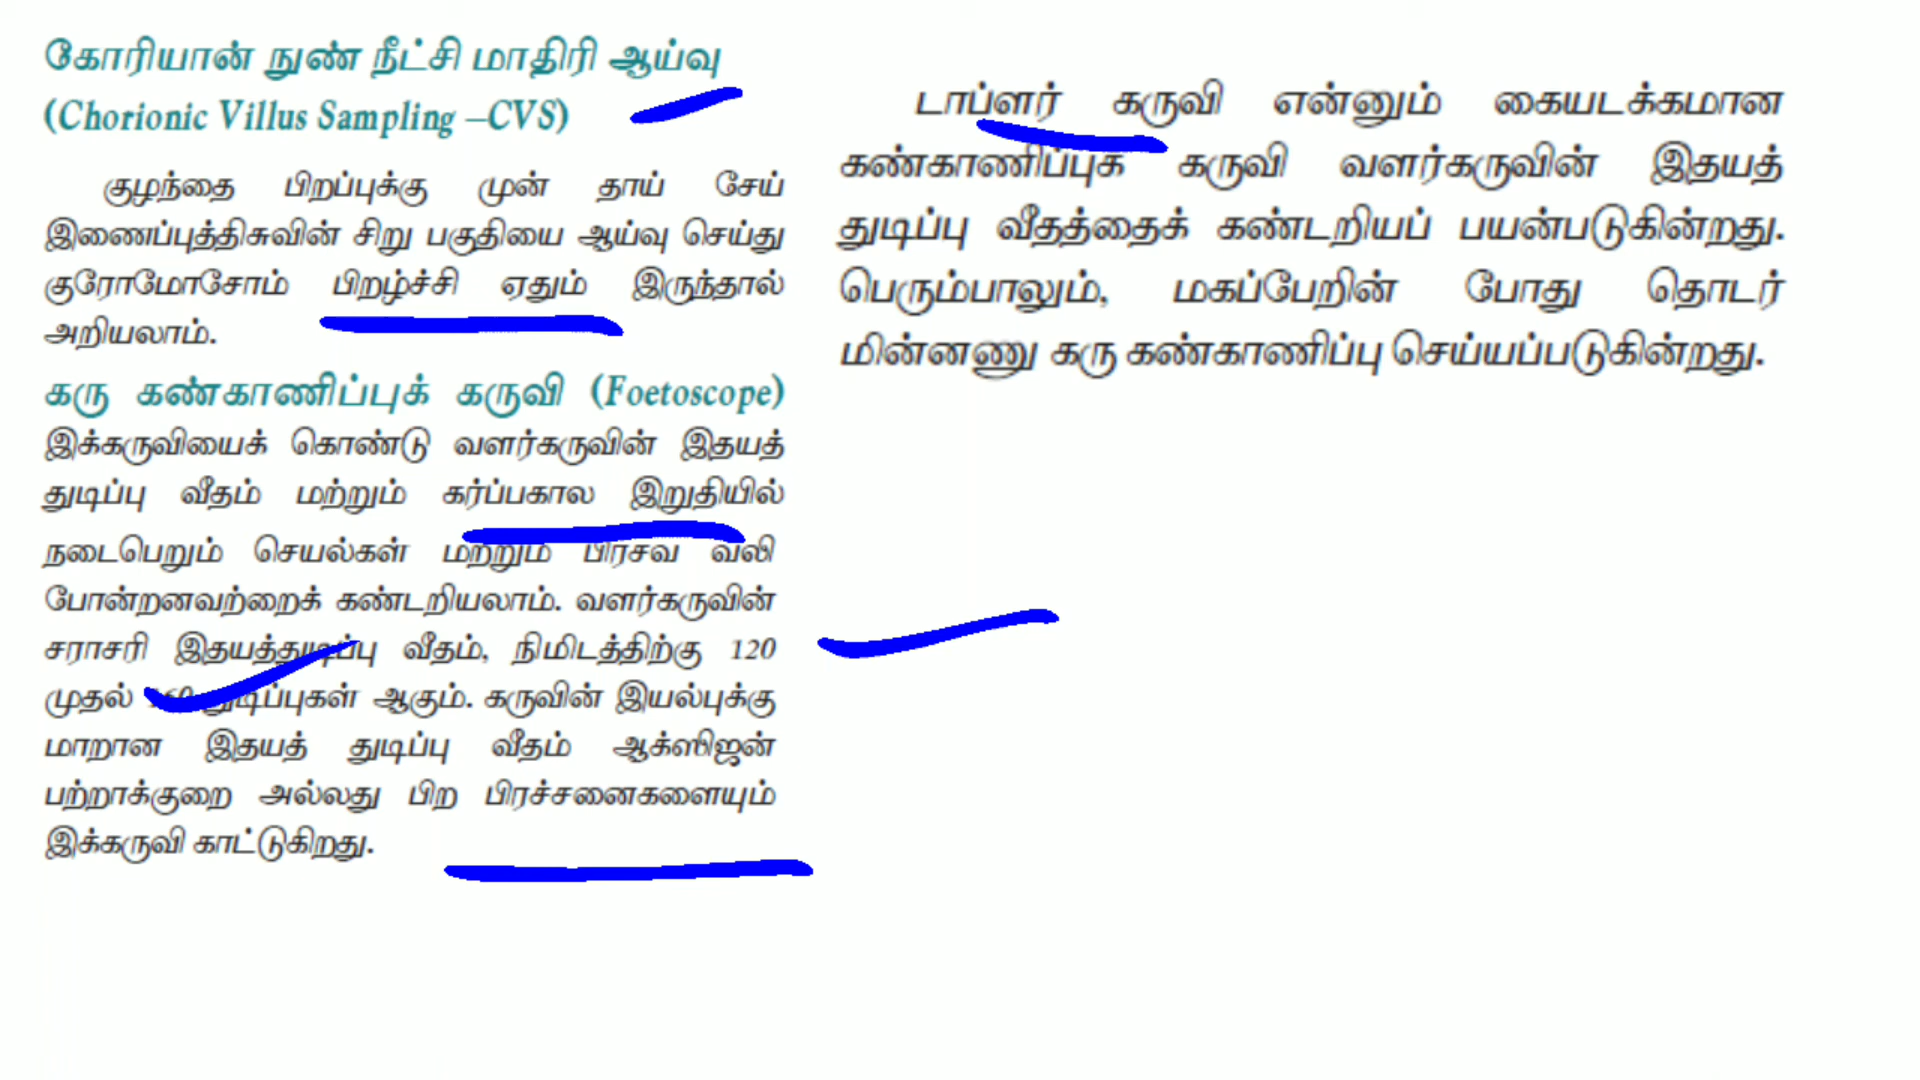 கோரியான் நுண் நீட்சி மாதிரி ஆய்வு
(Chorionic Villus Sampling –CVS)
குழந்தை பிறப்புக்கு முன் தாய் சேய்
இணைப்புத்திசுவின் சிறு பகுதியை ஆய்வு செய்து
குரோமோசோம் பிறழ்ச்சி ஏதும் இருந்தால்
அறியலாம்.
கரு கண்காணிப்புக் கருவி (Foetoscope)
இக்கருவியைக் கொண்டு வளர்கருவின் இதயத்
துடிப்பு வீதம் மற்றும் கர்ப்பகால இறுதியில்
நடைபெறும் செயல்கள் மற்றும் பிரசவ வலி
போன்றனவற்றைக் கண்டறியலாம். வளர்கருவின்
சராசரி இதயத்துடிப்பு வீதம், நிமிடத்திற்கு 120
முதல் துடிப்புகள் ஆகும். கருவின் இயல்புக்கு
மாறான இதயத் துடிப்பு வீதம் ஆக்ஸிஜன்
பற்றாக்குறை அல்லது பிற பிரச்சனைகளையும்
இக்கருவி காட்டுகிறது.
டாப்ளர் கருவி என்னும் கையடக்கமான
கண்காணிப்புக் கருவி வளர்கருவின் இதயத்
துடிப்பு வீதத்தைக் கண்டறியப் பயன்படுகின்றது.
பெரும்பாலும், மகப்பேறின் போது தொடர்
மின்னணு கரு கண்காணிப்பு செய்யப்படுகின்றது.